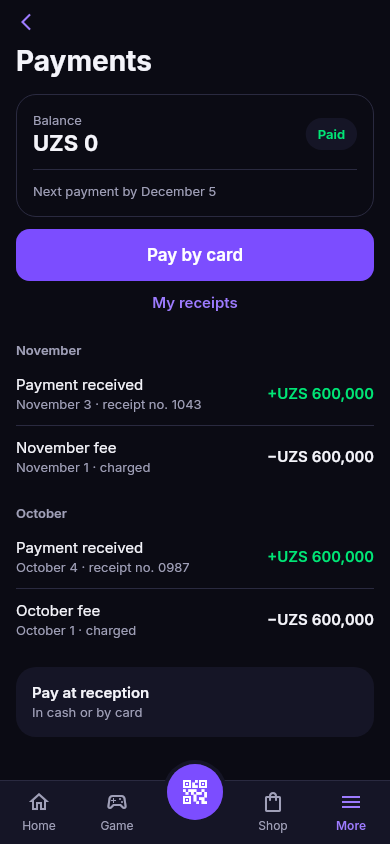 Payments
Balance
UZS 0
Paid
Next payment by December 5
Pay by card
My receipts
November
Payment received
+UZS 600,000
November 3 · receipt no. 1043
November fee
−UZS 600,000
November 1 · charged
October
Payment received
+UZS 600,000
October 4 · receipt no. 0987
October fee
−UZS 600,000
October 1 · charged
Pay at reception
In cash or by card
Home
Game
Shop
More